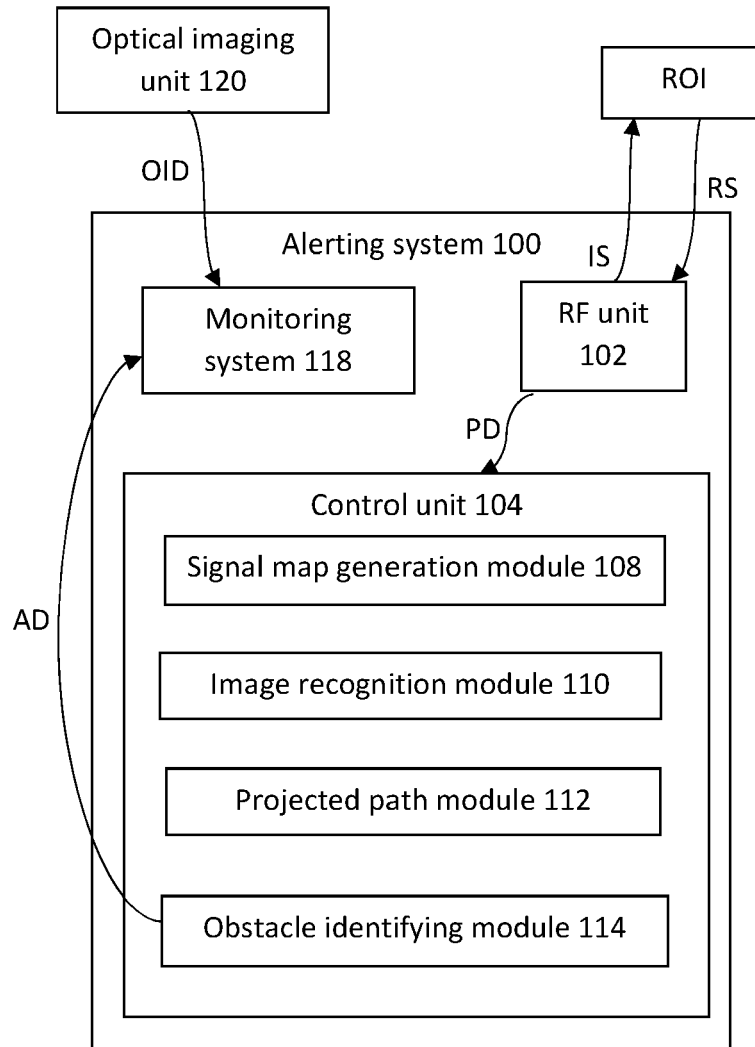 Optical imaging
unit 120
ROI
OID
RS
Alerting system 100
IS
Monitoring
system 118
RF unit
102
PD
Control unit 104
Signal map generation module 108
AD
Image recognition module 110
Projected path module 112
Obstacle identifying module 114